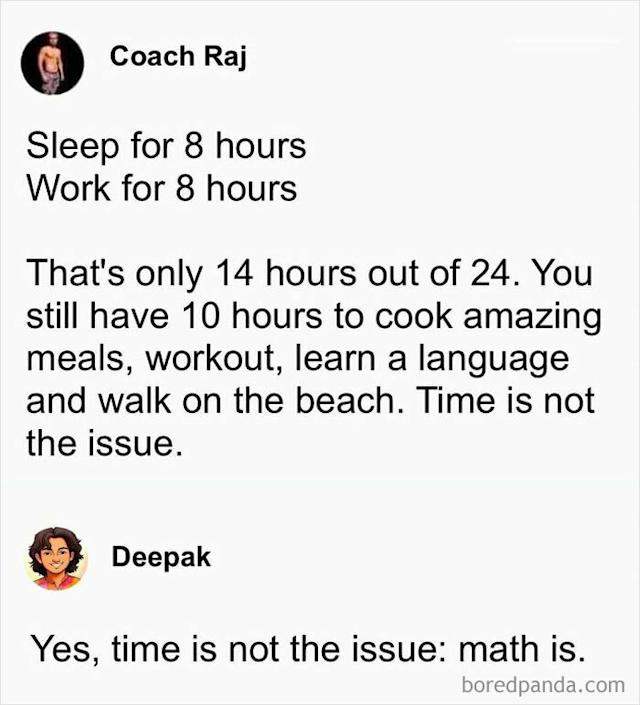 Coach Raj
Sleep for 8 hours
Work for 8 hours
That's only 14 hours out of 24. You
still have 10 hours to cook amazing
meals, workout, learn a language
and walk on the beach. Time is not
the issue.
Deepak
Yes, time is not the issue: math is.
boredpanda.com